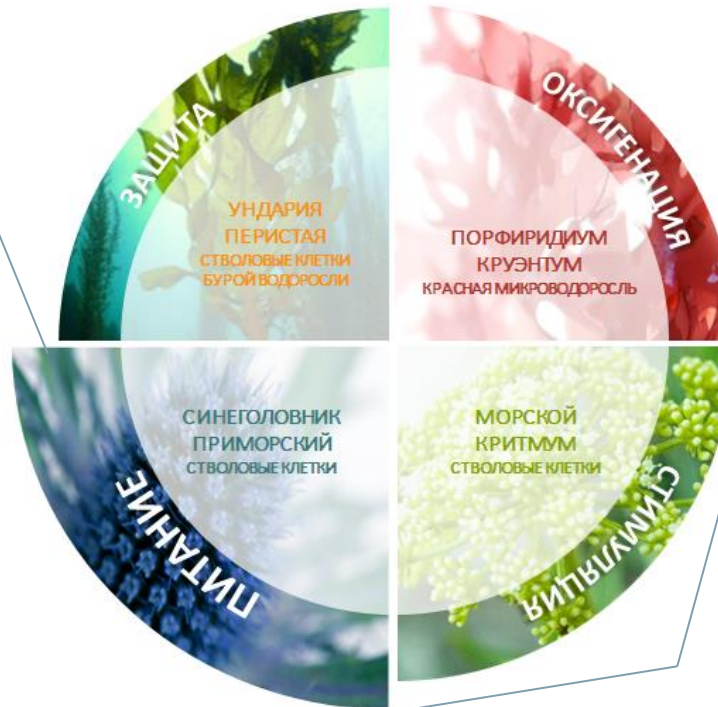 ЗАЩИТА
УНДАРИЯ
ПЕРИСТАЯ
СТВОЛОВЫЕ КЛЕТКИ
БУРОЙ ВОДОРОСЛИ
ОКСИГЕНАЦИЯ
ПОРФИРИДИУМ
КРУЭНТУМ
КРАСНАЯ МИКРОВОДОРОСЛЬ
СИНЕГОЛОВНИК
ПРИМОРСКИЙ
СТВОЛОВЫЕ КЛЕТКИ
ПИТАНИЕ
МОРСКОЙ
КРИТМУМ
СТВОЛОВЫЕ КЛЕТКИ
СТИМУЛЯЦИЯ